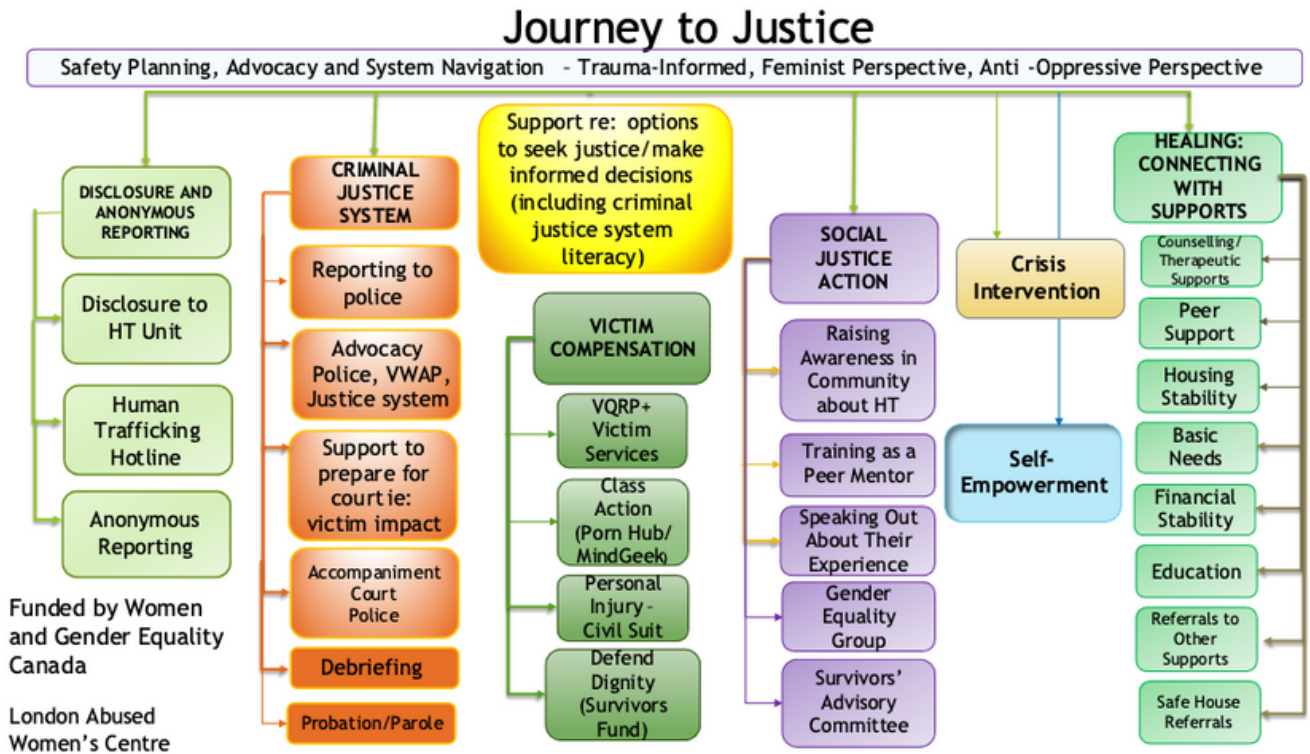 Journey to Justice
Safety Planning, Advocacy and System Navigation - Trauma-Informed, Feminist Perspective, Anti -Oppressive Perspective
DISCLOSURE AND
ANONYMOUS
REPORTING
Disclosure to
HT Unit
Human
Trafficking
Hotline
Anonymous
Reporting
Funded by Women
and Gender Equality
Canada
London Abused
Women's Centre
CRIMINAL
JUSTICE
SYSTEM
Reporting to
police
Advocacy
Police, VWAP,
Justice system
Support to
prepare for
court ie:
victim impact
Accompaniment
Court
Police
Debriefing
Probation/Parole
Support re: options
to seek justice/make
informed decisions
(including criminal
justice system
literacy)
VICTIM
COMPENSATION
VQRP+
Victim
Services
Class
Action
(Porn Hub/
MindGeek)
Personal
Injury -
Civil Suit
Defend
Dignity
(Survivors
Fund)
SOCIAL
JUSTICE
ACTION
Raising
Awareness in
Community
about HT
Training as a
Peer Mentor
Speaking Out
About Their
Experience
Gender
Equality
Group
Survivors'
Advisory
Committee
Crisis
Intervention
Self-
Empowerment
HEALING:
CONNECTING
WITH
SUPPORTS
Counselling/
Therapeutic
Supports
Peer
Support
Housing
Stability
Basic
Needs
Financial
Stability
Education
Referrals to
Other
Supports
Safe House
Referrals